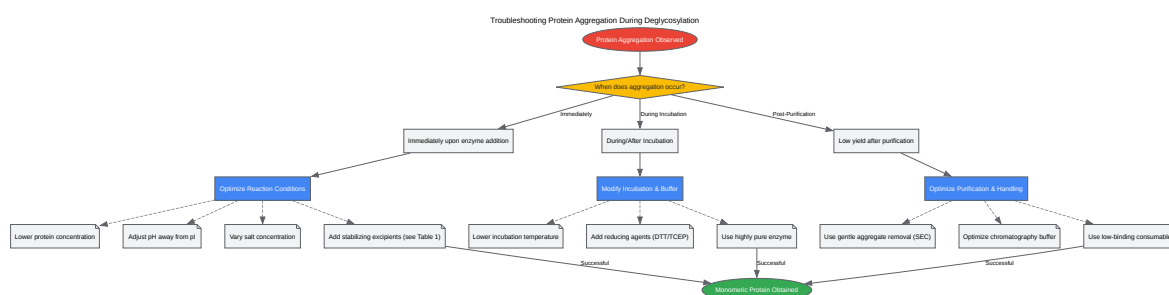 Troubleshooting Protein Aggregation During Deglycosylation
Protein Aggregation Observed
When does aggregation occur?
Immediately
During Incubation
Post-Purification
Immediately upon enzyme addition
During/After Incubation
Low yield after purification
Optimize Reaction Conditions
Modify Incubation & Buffer
Optimize Purification & Handling
Lower protein concentration
Adjust pH away from pI
Vary salt concentration
Add stabilizing excipients (see Table 1)
Lower incubation temperature
Add reducing agents (DTT/TCEP)
Use highly pure enzyme
Use gentle aggregate removal (SEC)
Optimize chromatography buffer
Use low-binding consumable
Successful
Successful
Successful
Monomeric Protein Obtained